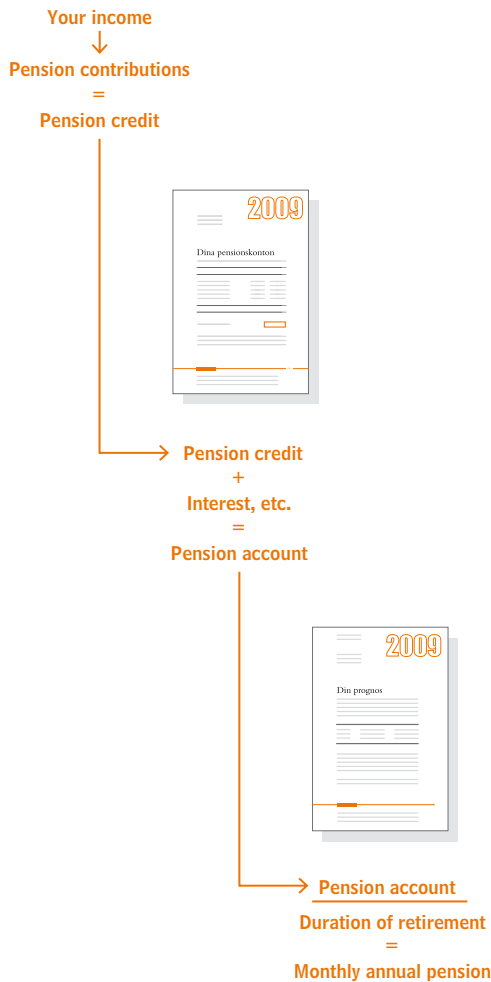 Your income
Pension contributions
=
Pension credit
2009
Dina pensionskonton
Pension credit
+
Interest, etc.
=
Pension account
2009
Din prognos
Pension account
Duration of retirement
=
Monthly annual pension